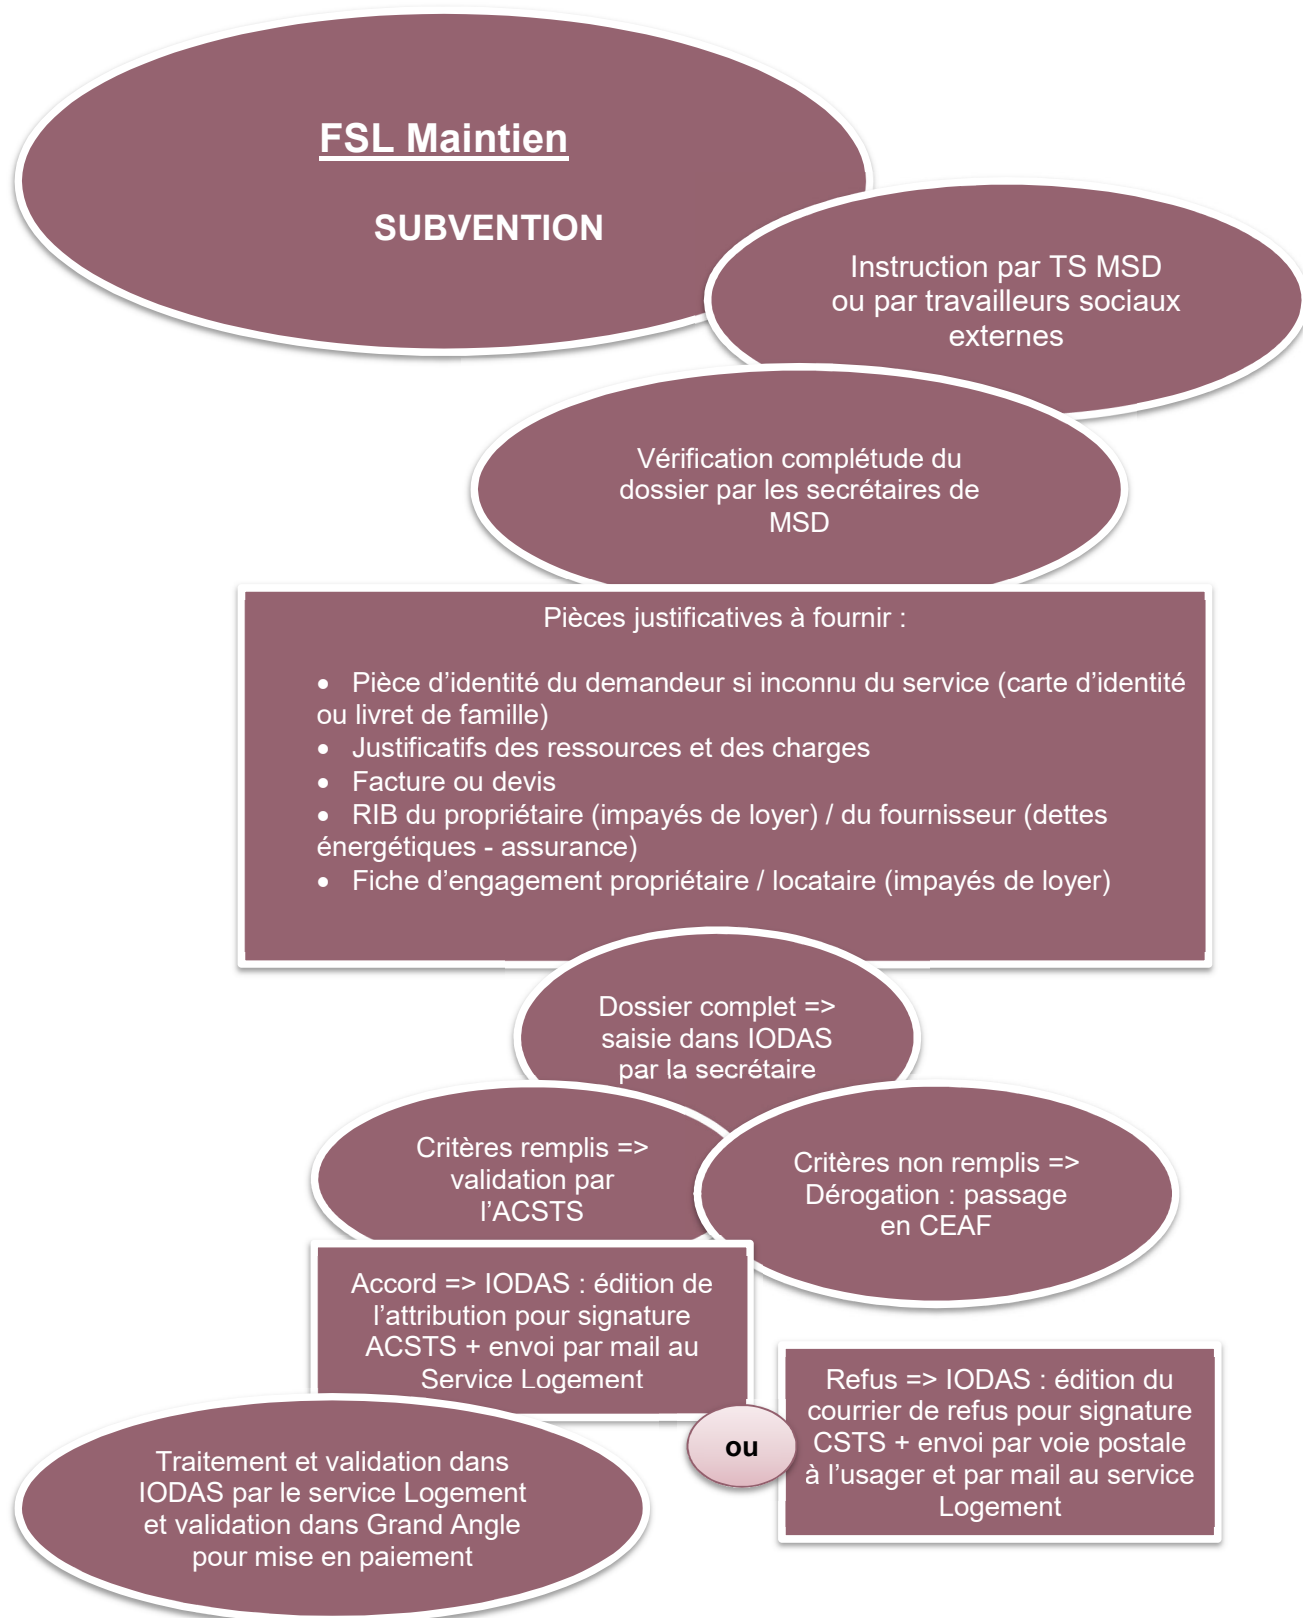 FSL Maintien
SUBVENTION
Instruction par TS MSD
ou par travailleurs sociaux
externes
Vérification complétude du
dossier par les secrétaires de
MSD
Pièces justificatives à fournir :
• Pièce d’identité du demandeur si inconnu du service (carte d’identité
ou livret de famille)
• Justificatifs des ressources et des charges
• Facture ou devis
• RIB du propriétaire (impayés de loyer) / du fournisseur (dettes
énergétiques - assurance)
• Fiche d’engagement propriétaire / locataire (impayés de loyer)
Dossier complet =>
saisie dans IODAS
par la secrétaire
Critères remplis =>
validation par
l’ACSTS
Critères non remplis =>
Dérogation : passage
en CEAF
Accord => IODAS : édition de
l’attribution pour signature
ACSTS + envoi par mail au
Service Logement
ou
Refus => IODAS : édition du
courrier de refus pour signature
CSTS + envoi par voie postale
à l’usager et par mail au service
Logement
Traitement et validation dans
IODAS par le service Logement
et validation dans Grand Angle
pour mise en paiement